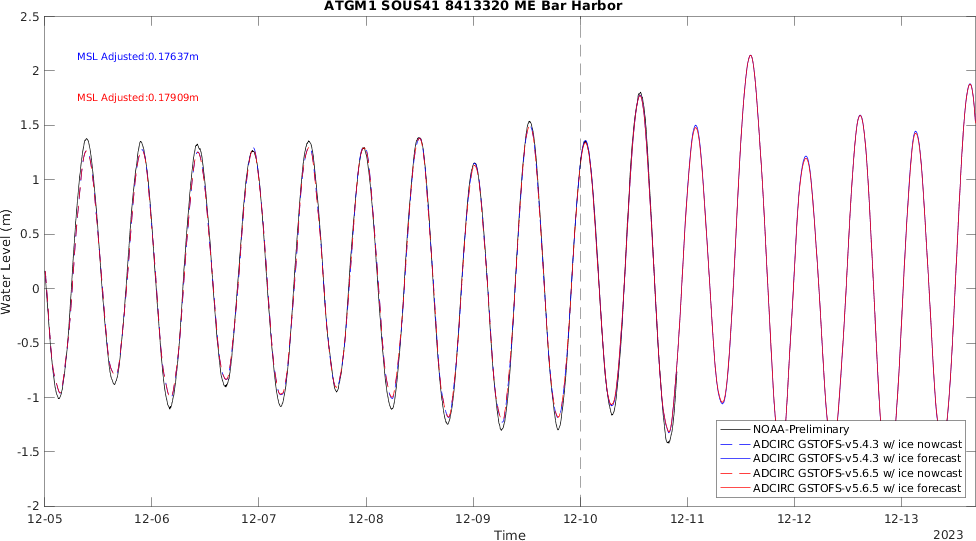 ATGM1 SOUS41 8413320 ME Bar Harbor
2.5
MSL Adjusted:0.17637m
2
MSL Adjusted:0.17909m
1.5
1
0.5
Water Level (m)
0
-0.5
-1
-1.5
-2
NOAA-Preliminary
ADCIRC GSTOFS-v5.4.3 w/ ice nowcast
ADCIRC GSTOFS-v5.4.3 w/ ice forecast
ADCIRC GSTOFS-v5.6.5 w/ ice nowcast
ADCIRC GSTOFS-v5.6.5 w/ ice forecast
12-05 12-06 12-07 12-08 12-09 12-10 12-11 12-12 12-13
Time
2023